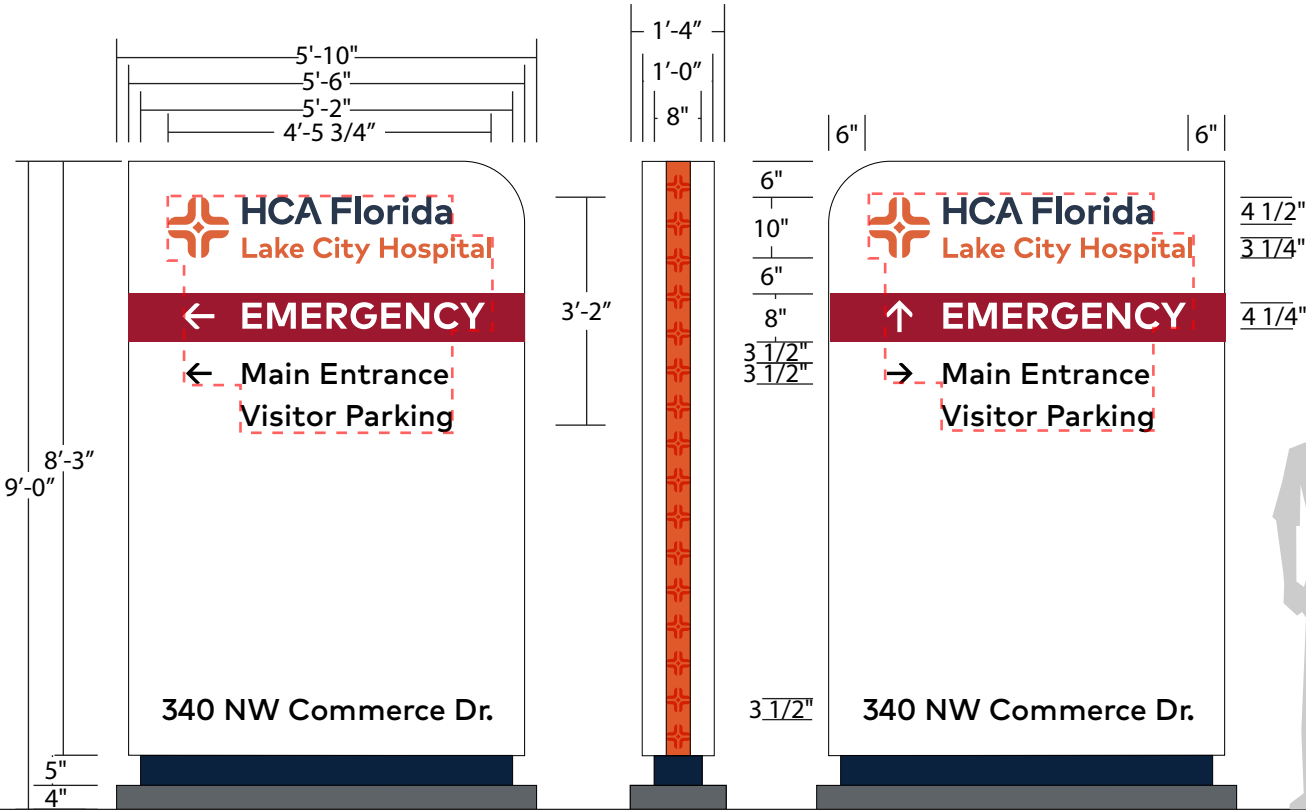 5'-10"
5'-6"
5'-2"
4'-5 3/4”
1’-4”
1’-0”
8"
6"
6"
HCA Florida
Lake City Hospital
← EMERGENCY
← Main Entrance
Visitor Parking
340 NW Commerce Dr.
9’-0”
8’-3”
5"
4"
3’-2”
6"
10"
6"
8"
3 1/2"
3 1/2"
3 1/2"
HCA Florida
Lake City Hospital
↑ EMERGENCY
→ Main Entrance
Visitor Parking
340 NW Commerce Dr.
4 1/2"
3 1/4"
4 1/4"